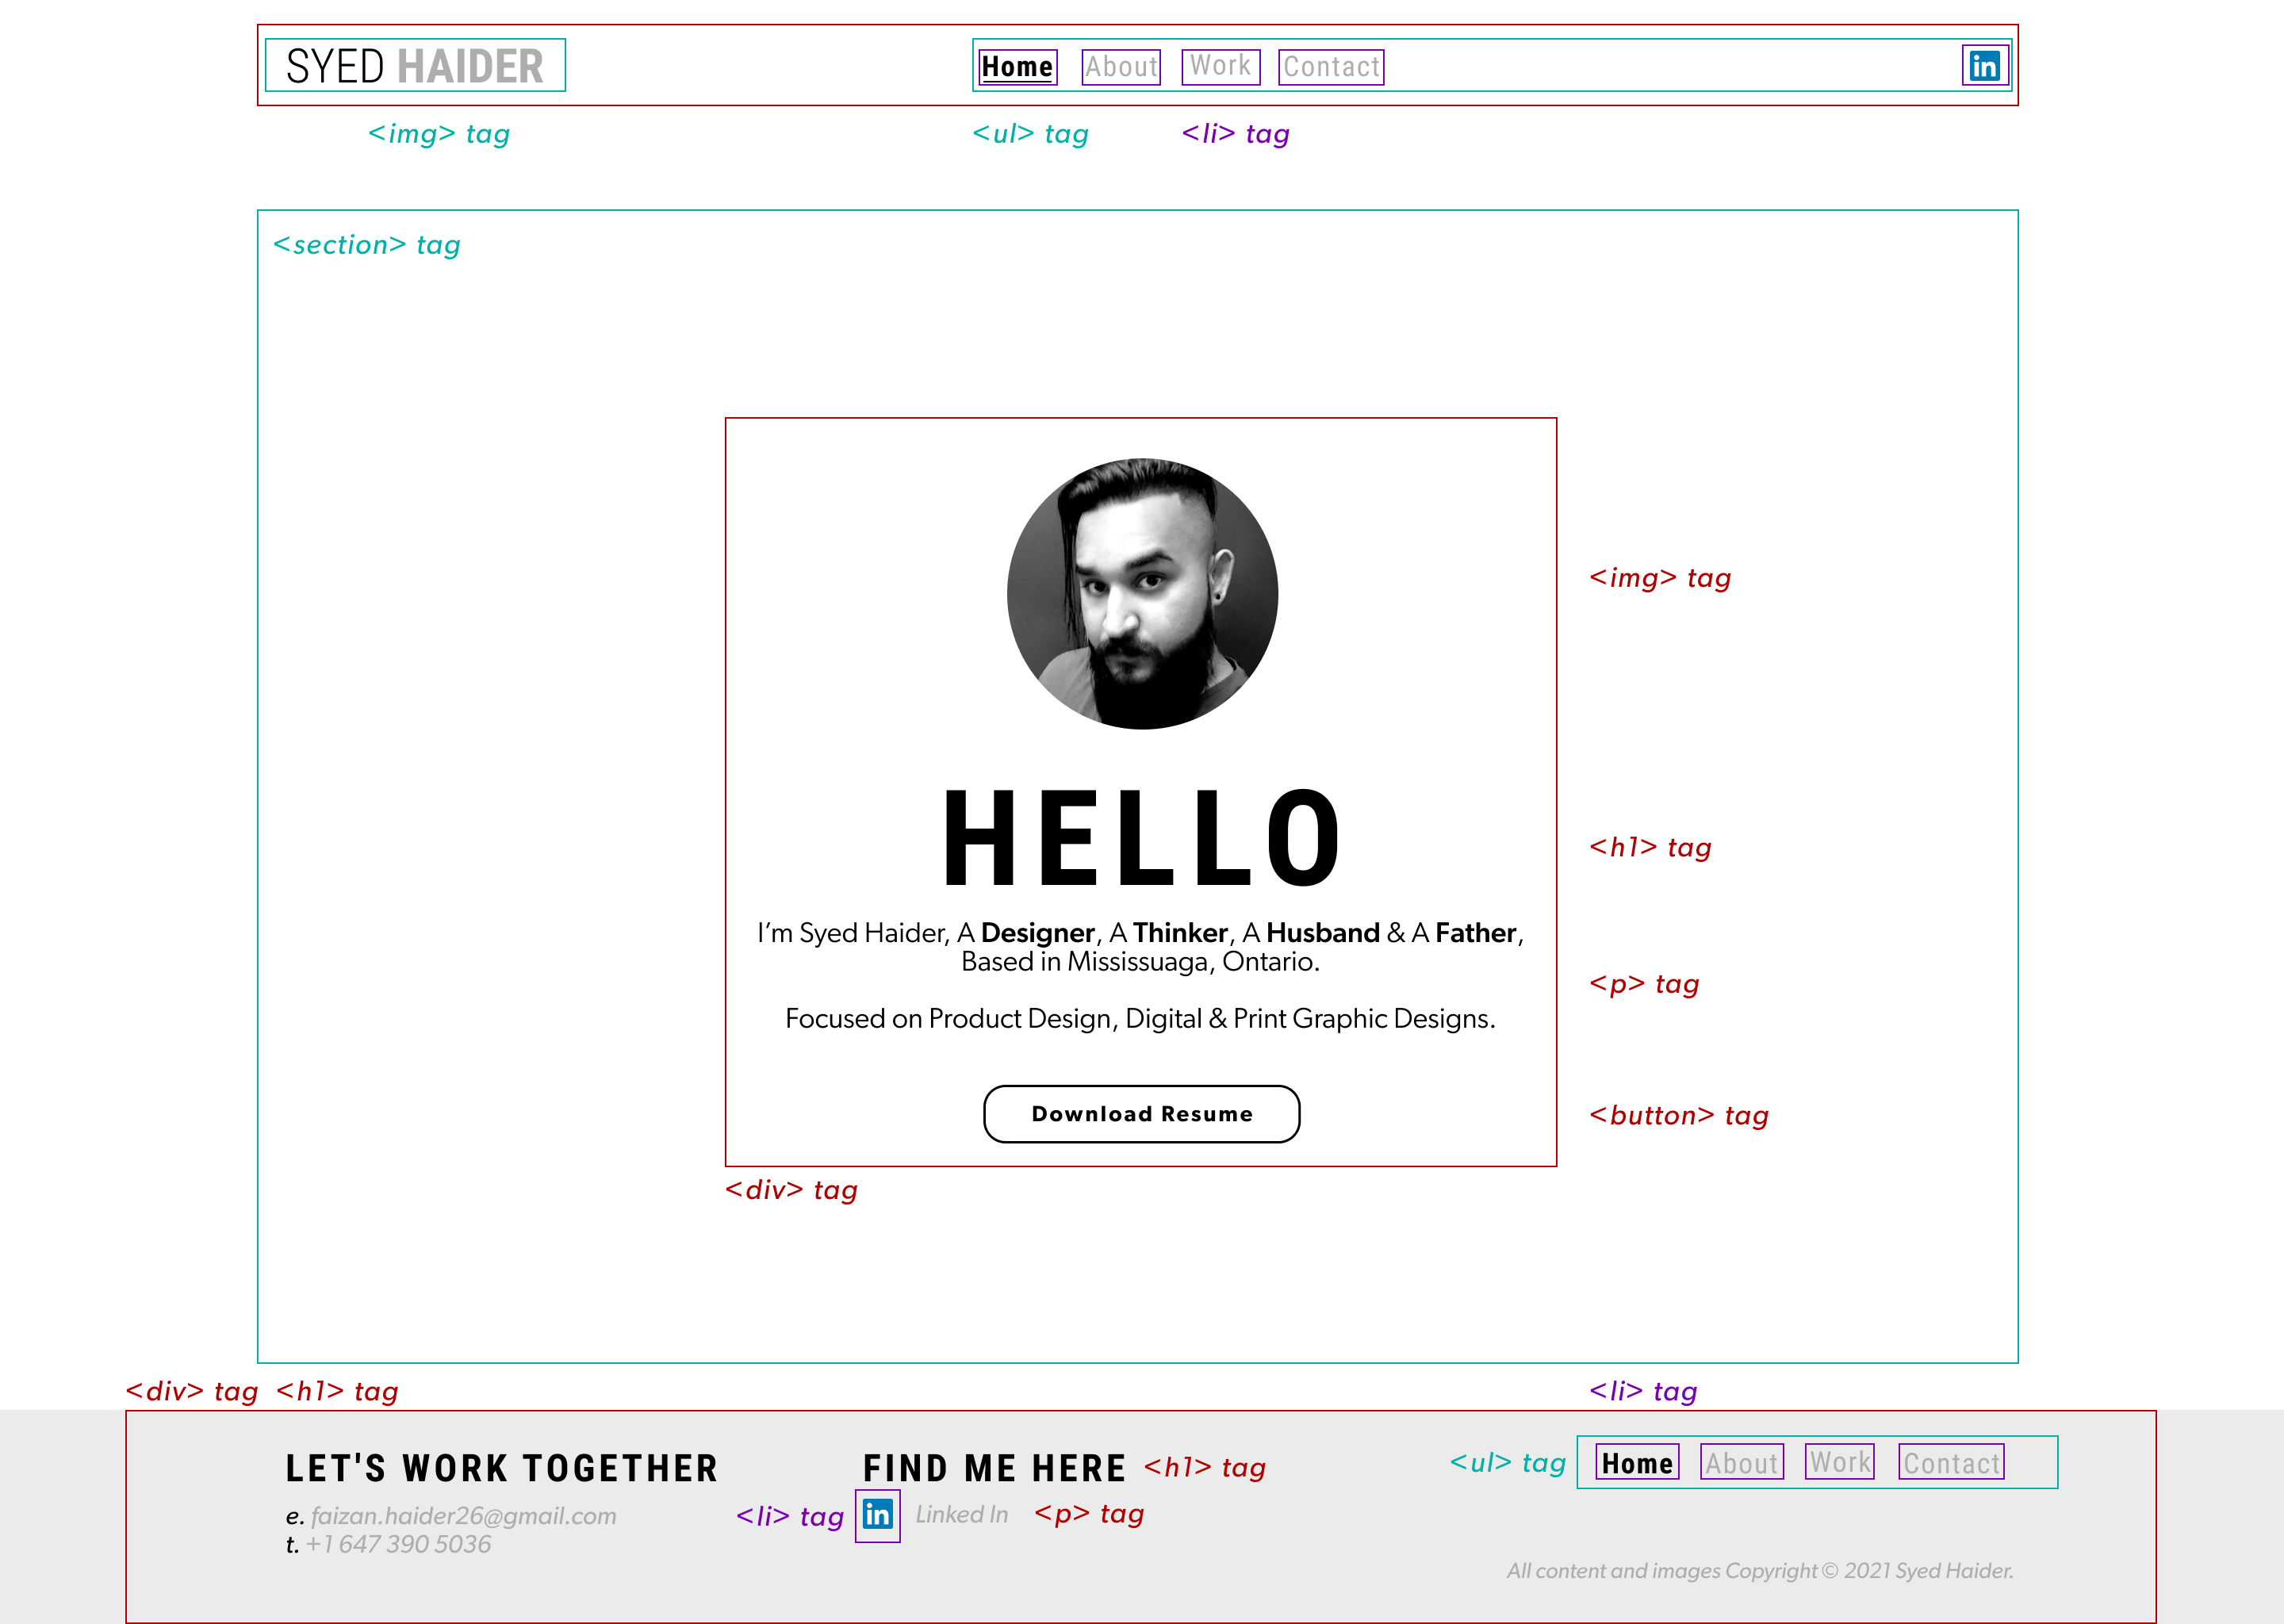 SYED HAIDER
Home About Work Contact in
<img> tag
<ul> tag
<li> tag
<section> tag
<img> tag
HELLO
<h1> tag
I’m Syed Haider, A Designer, A Thinker, A Husband & A Father,
Based in Mississuaga, Ontario.
<p> tag
Focused on Product Design, Digital & Print Graphic Designs.
Download Resume
<button> tag
<div> tag
<div> tag <h1> tag
<li> tag
LET'S WORK TOGETHER
e. faizan.haider26@gmail.com
t. +1 647 390 5036
FIND ME HERE <h1> tag
<li> tag in Linked In <p> tag
<ul> tag Home About Work Contact
All content and images Copyright © 2021 Syed Haider.